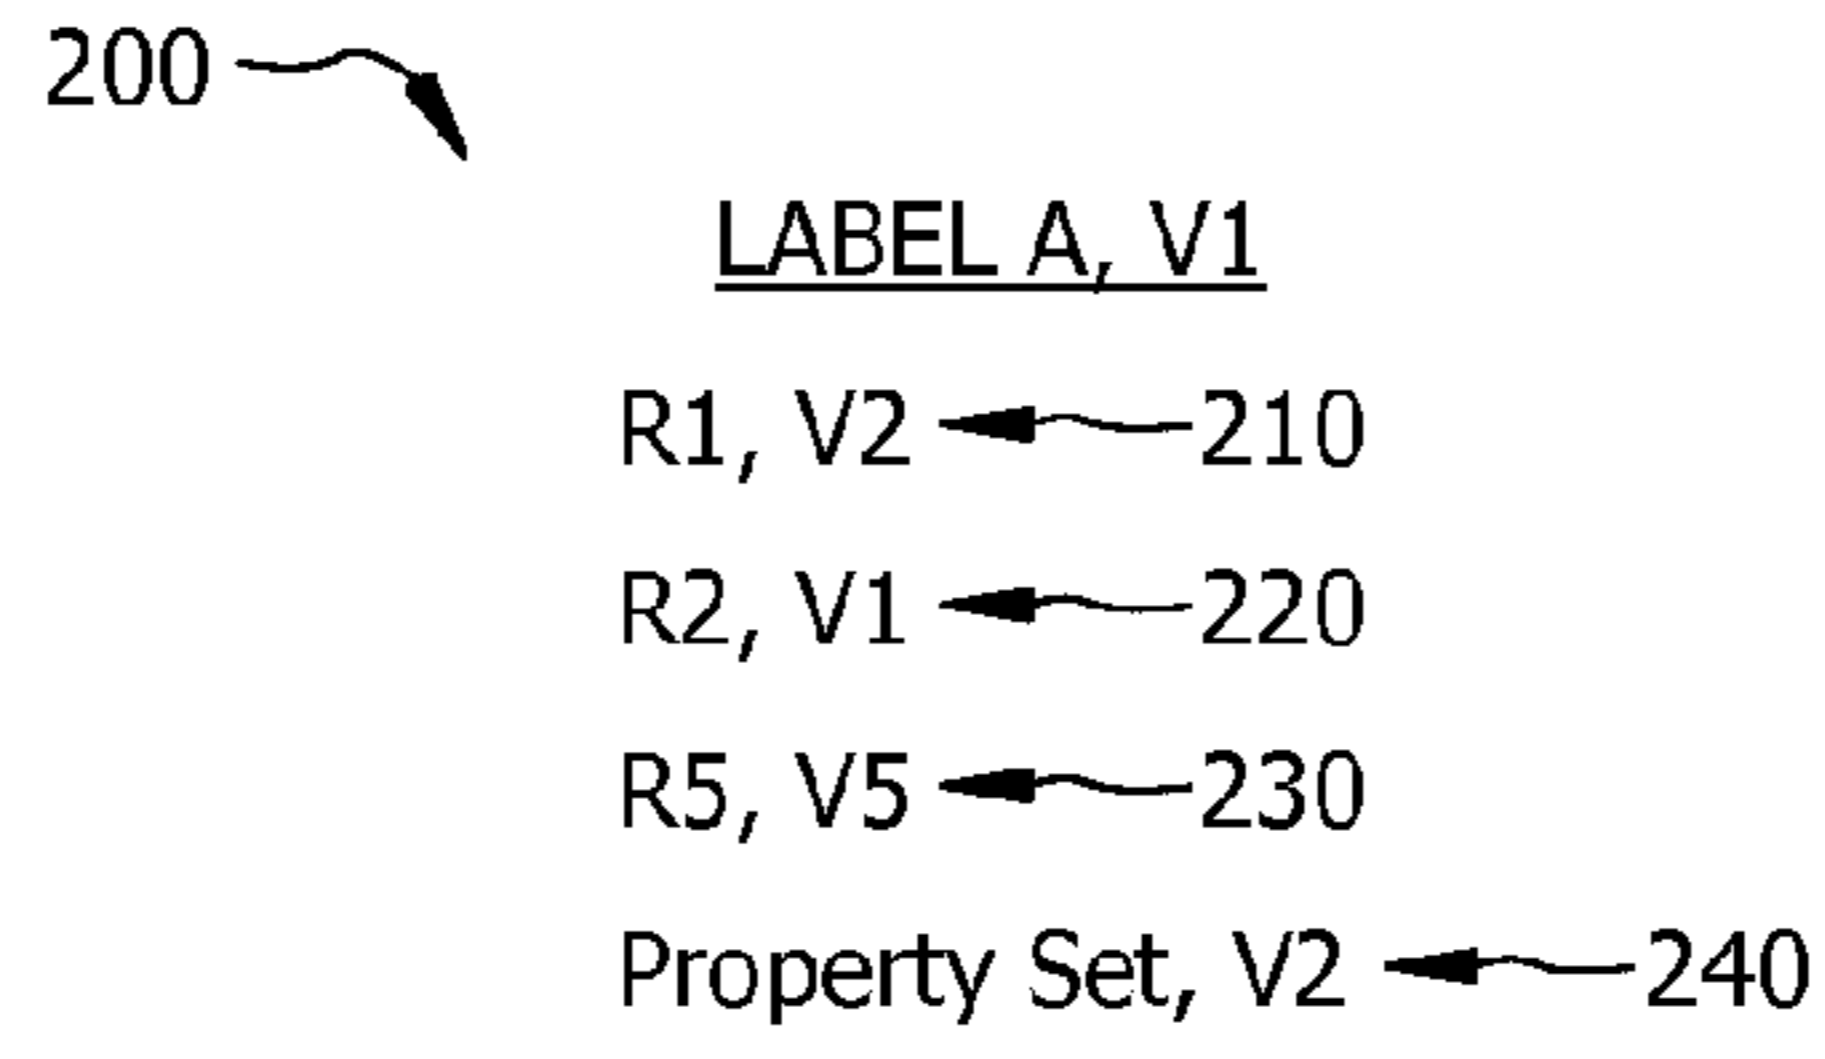 200
LABEL A, V1
R1, V2 210
R2, V1 220
R5, V5 230
Property Set, V2 240